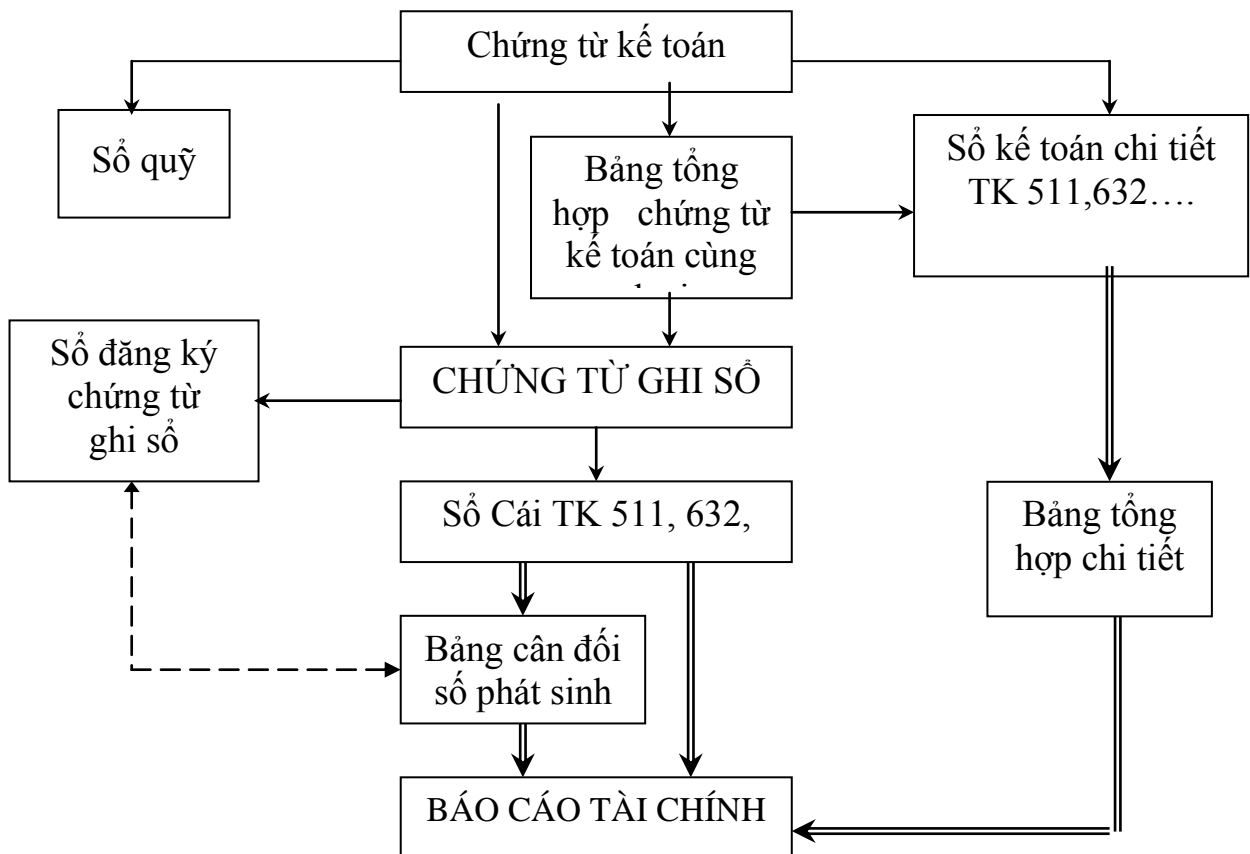 Chứng từ kế toán
Sổ quỹ
Bảng tổng
hợp chứng từ
kế toán cùng
Sổ kế toán chi tiết
TK 511,632….
Sổ đăng ký
chứng từ
ghi sổ
CHỨNG TỪ GHI SỔ
Sổ Cái TK 511, 632,
Bảng tổng
hợp chi tiết
Bảng cân đối
số phát sinh
BÁO CÁO TÀI CHÍNH